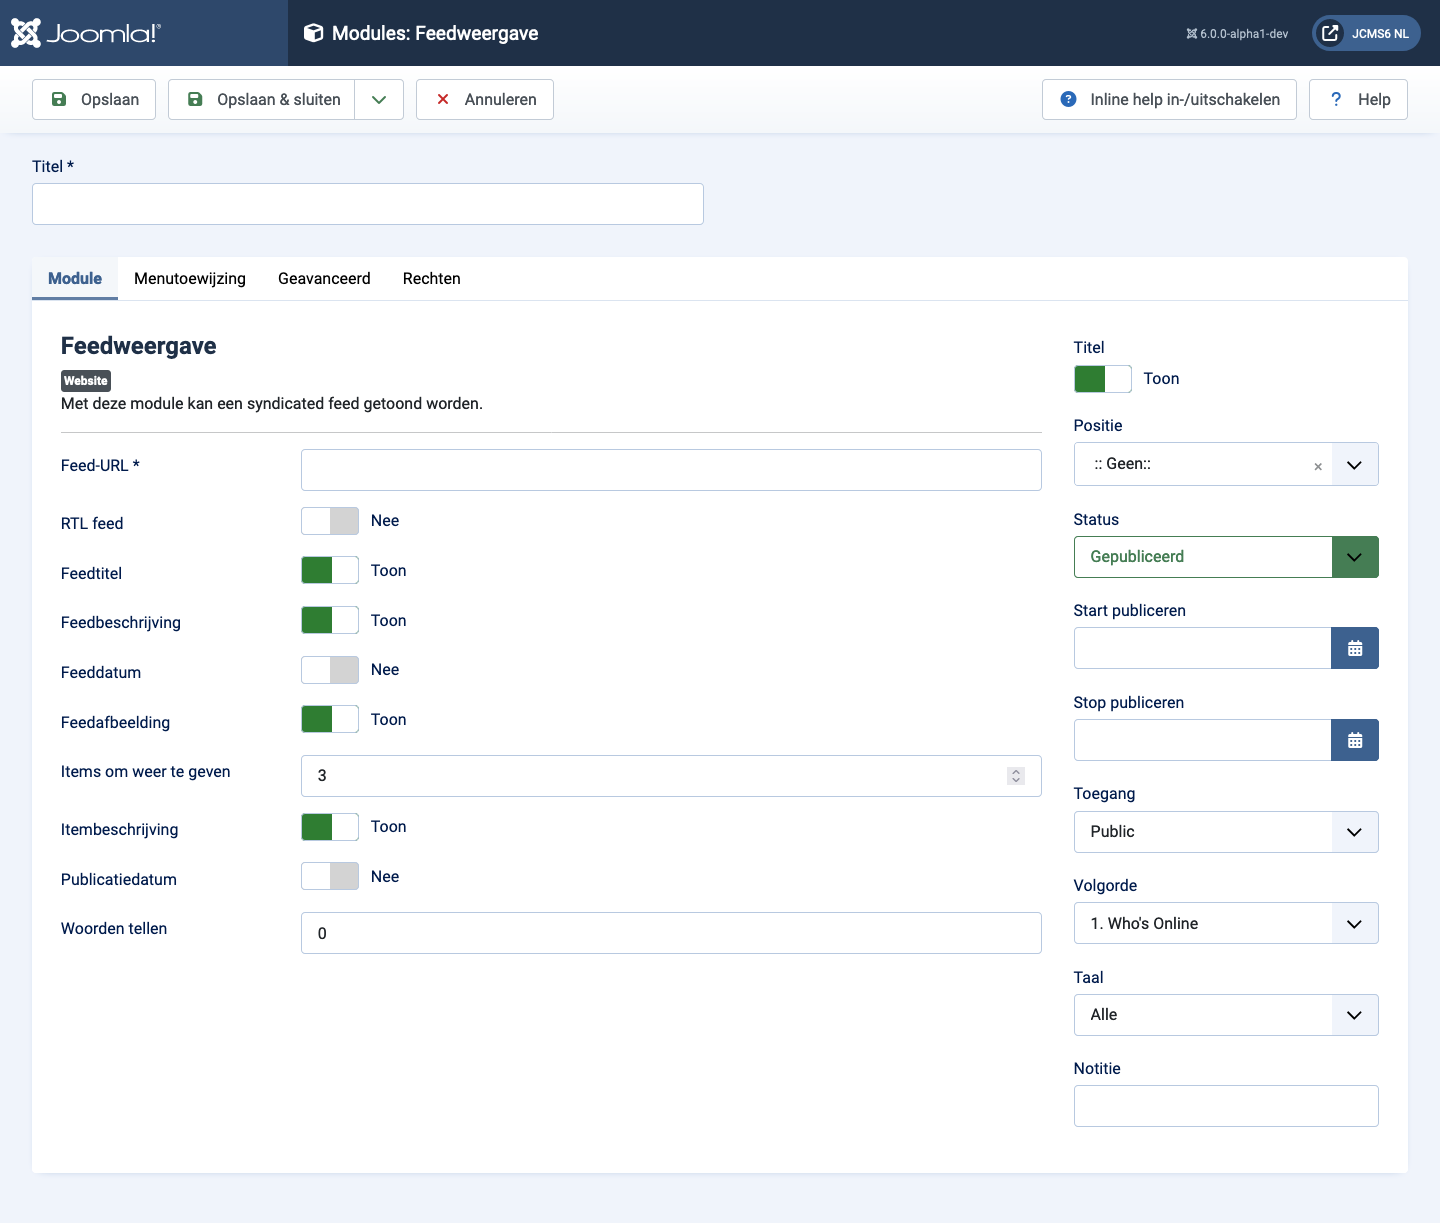 Joomla!®
Modules: Feedweergave
6.0.0-alpha1-dev
JCMS6 NL
Opslaan
Opslaan & sluiten
Annuleren
Inline help in-/uitschakelen
? Help
Titel *
Module
Menutoewijzing
Geavanceerd
Rechten
Feedweergave
Website
Met deze module kan een syndicated feed getoond worden.
Feed-URL *
RTL feed
Nee
Feedtitel
Toon
Feedbeschrijving
Toon
Feeddatum
Nee
Feedafbeelding
Toon
Items om weer te geven
3
Itembeschrijving
Toon
Publicatiedatum
Nee
Woorden tellen
0
Titel
Toon
Positie
:: Geen::
×
Status
Gepubliceerd
Start publiceren
Stop publiceren
Toegang
Public
Volgorde
1. Who's Online
Taal
Alle
Notitie